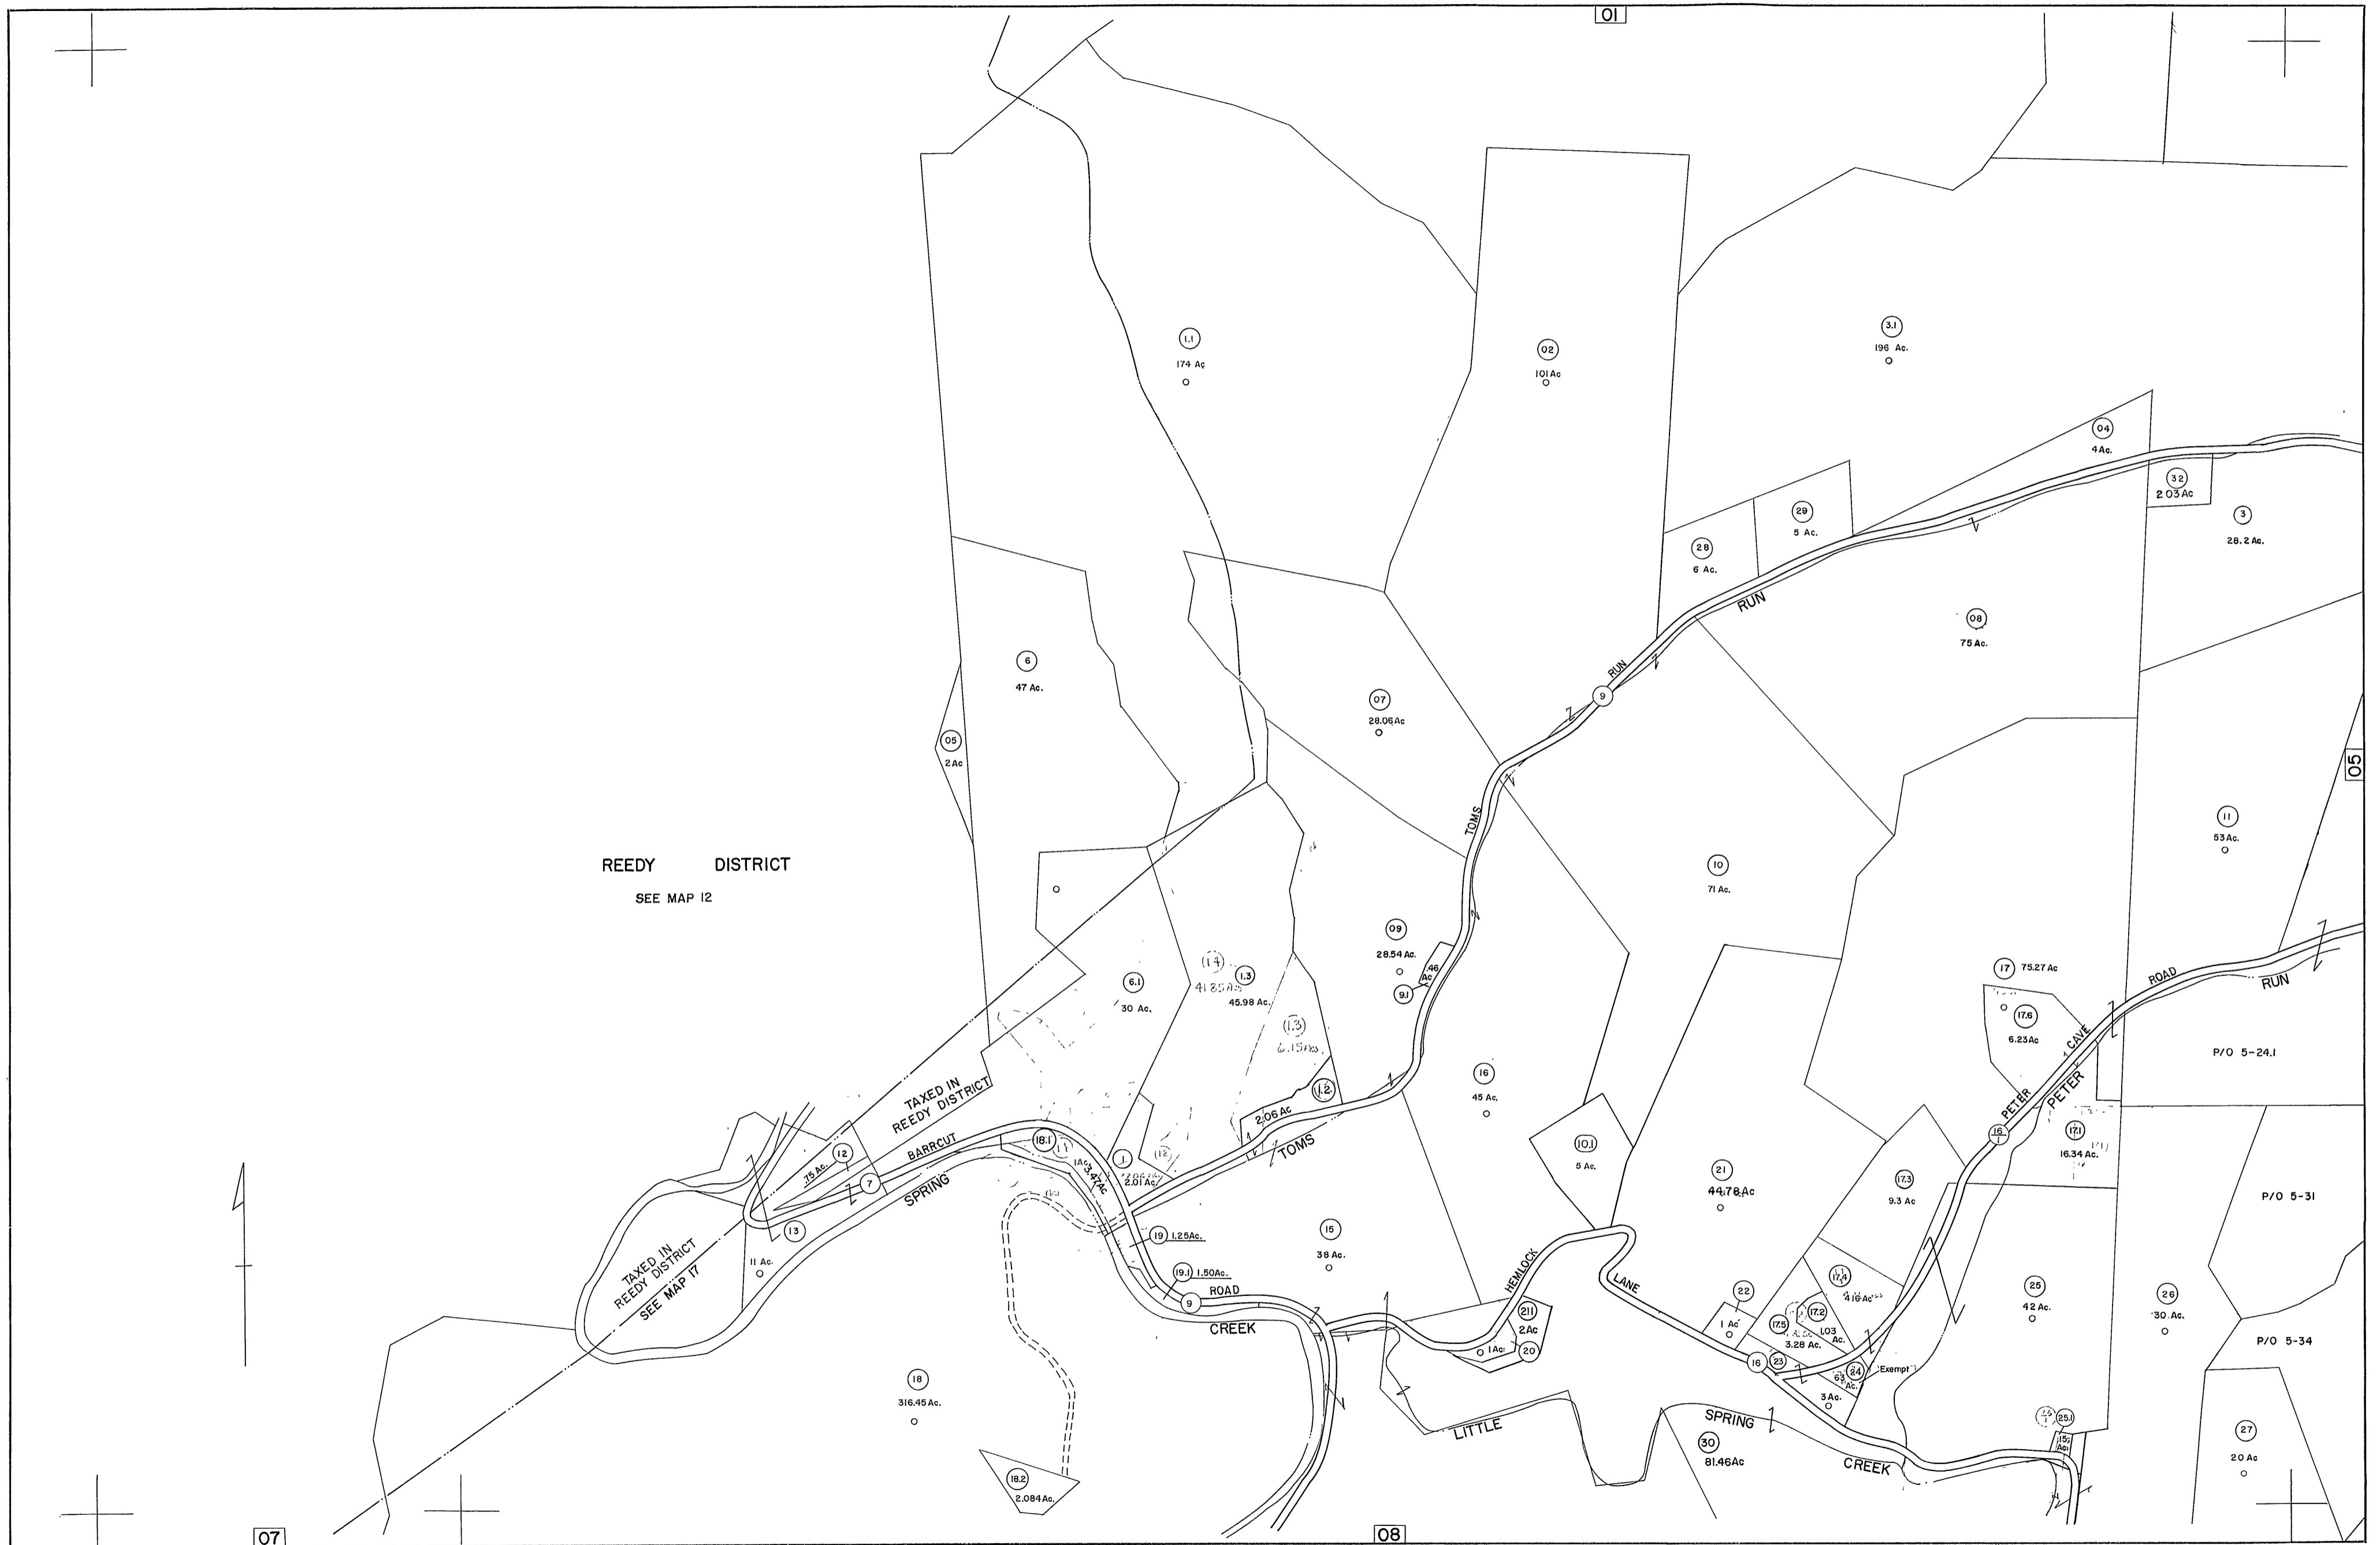 01
1.1
174 Ac
02
101 Ac
3.1
196 Ac.
04
4 Ac.
32
2.03 Ac
3
28.2 Ac.
29
5 Ac.
28
6 Ac.
RUN
08
75 Ac.
6
47 Ac.
RUN
9
07
28.06 Ac
05
2 Ac
05
TOMS
11
53 Ac.
REEDY DISTRICT
SEE MAP 12
10
71 Ac.
09
28.54 Ac.
.46
Ac
9.1
6.1
30 Ac.
1.3
45.98 Ac.
(1.3)
17
75.27 Ac
ROAD
RUN
17.6
6.23 Ac
CAVE
PETER
PETER
P/O 5-24.1
TAXED IN
REEDY DISTRICT
1.2
2.06 Ac
TOMS
16
45 Ac.
16
1
17.1
16.34 Ac.
10.1
5 Ac.
21
44.78 Ac
17.3
9.3 Ac
P/O 5-31
BARRCUT
18.1
3.47 Ac
2.01 Ac.
12
.75 Ac.
7
SPRING
13
11 Ac.
TAXED IN
REEDY DISTRICT
SEE MAP 17
19
1.25 Ac.
19.1
1.50 Ac.
9
ROAD
CREEK
15
38 Ac.
HEMLOCK
LANE
22
1 Ac
17.4
17.2
1.03
Ac.
17.5
3.28 Ac.
25
42 Ac.
26
30 Ac.
P/O 5-34
211
2 Ac
1 Ac.
20
16
23
24
63
Ac.
"Exempt"
3 Ac.
18
316.45 Ac.
LITTLE
SPRING
CREEK
30
81.46 Ac
25.1
27
20 Ac
18.2
2.084 Ac.
07
08